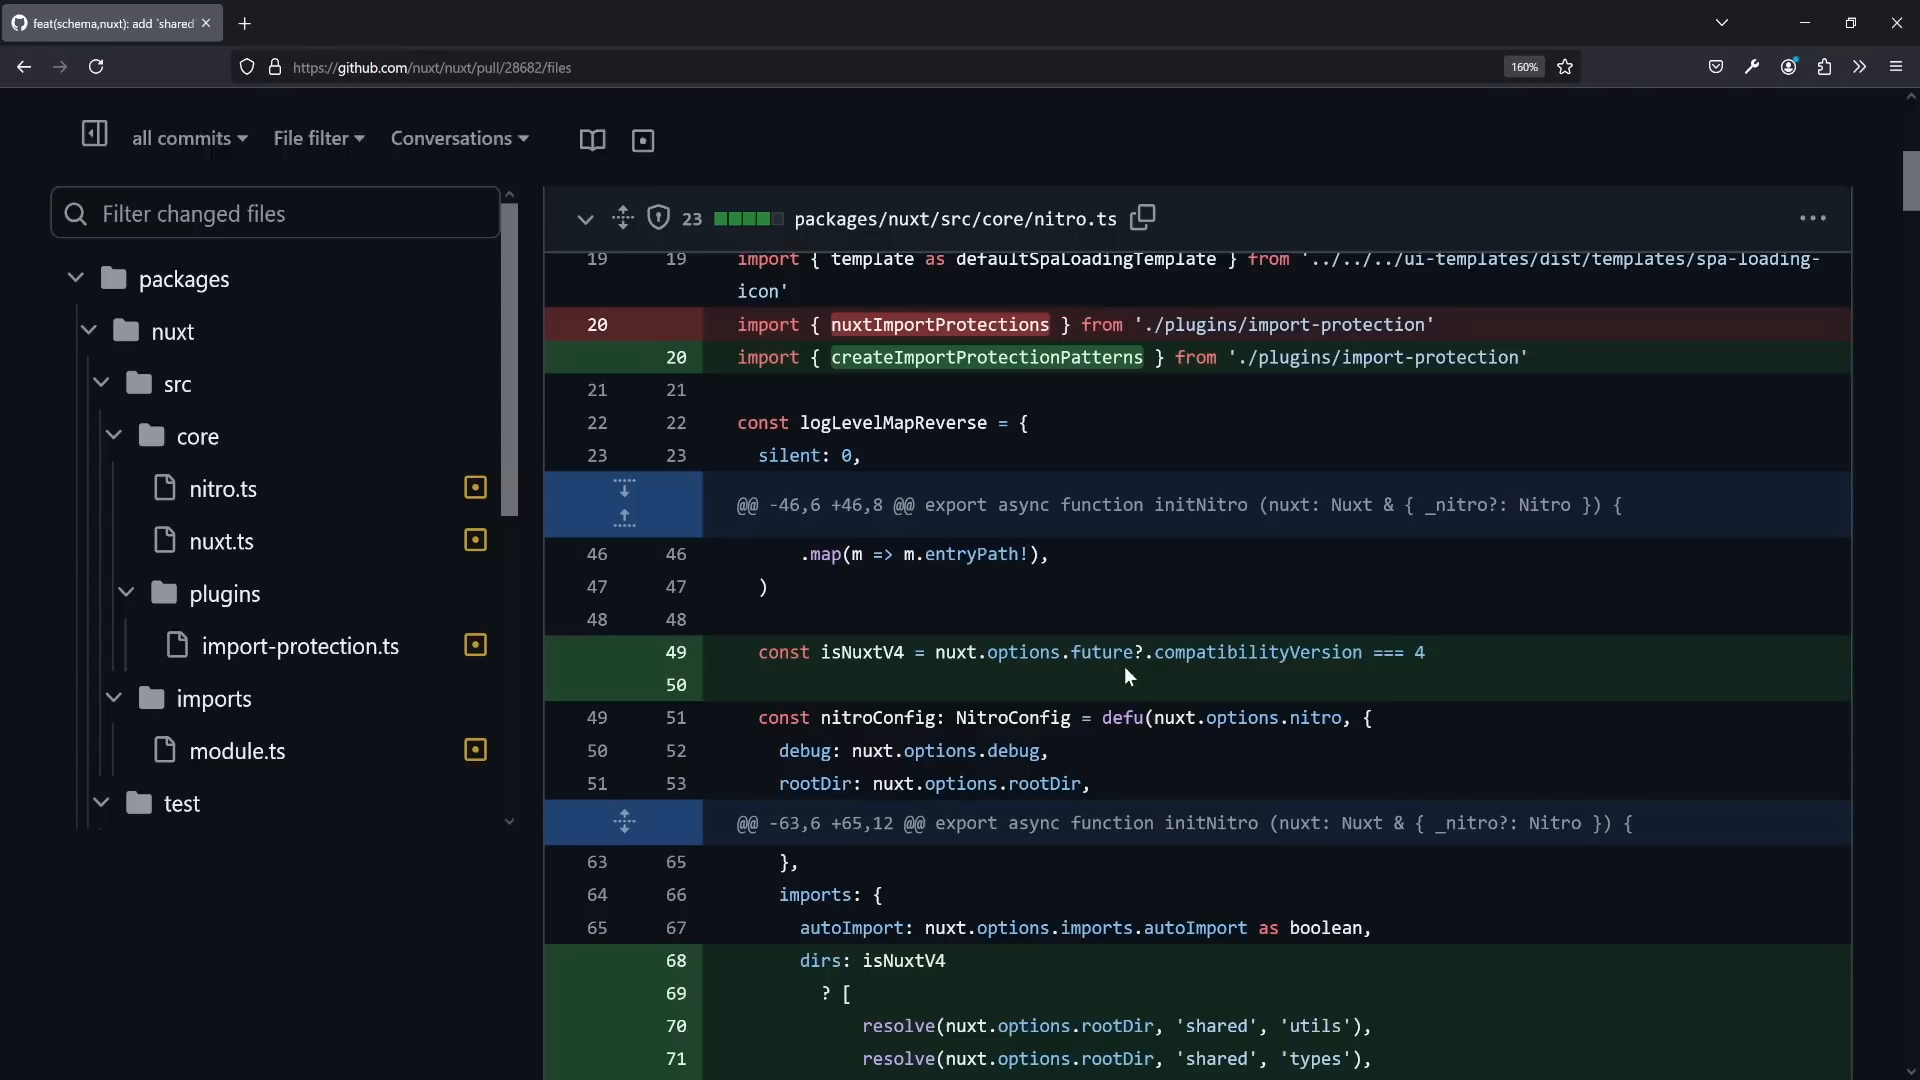 feat(schema,nuxt): add `shared
https://github.com/nuxt/nuxt/pull/28682/files
160%
all commits
File filter
Conversations
Filter changed files
packages
nuxt
src
core
nitro.ts
nuxt.ts
plugins
import-protection.ts
imports
module.ts
test
23 packages/nuxt/src/core/nitro.ts
19 19 import { template as defaultSpaLoadingTemplate } from '../../../ui-templates/dist/templates/spa-loading-
icon'
20 import { nuxtImportProtections } from './plugins/import-protection'
20 import { createImportProtectionPatterns } from './plugins/import-protection'
21 21
22 22 const logLevelMapReverse = {
23 23 silent: 0,
@@ -46,6 +46,8 @@ export async function initNitro (nuxt: Nuxt & { _nitro?: Nitro }) {
46 46 .map(m => m.entryPath!),
47 47 )
48 48
49 const isNuxtV4 = nuxt.options.future?.compatibilityVersion === 4
50
49 51 const nitroConfig: NitroConfig = defu(nuxt.options.nitro, {
50 52 debug: nuxt.options.debug,
51 53 rootDir: nuxt.options.rootDir,
@@ -63,6 +65,12 @@ export async function initNitro (nuxt: Nuxt & { _nitro?: Nitro }) {
63 65 },
64 66 imports: {
65 67 autoImport: nuxt.options.imports.autoImport as boolean,
68 dirs: isNuxtV4
69 ? [
70 resolve(nuxt.options.rootDir, 'shared', 'utils'),
71 resolve(nuxt.options.rootDir, 'shared', 'types'),